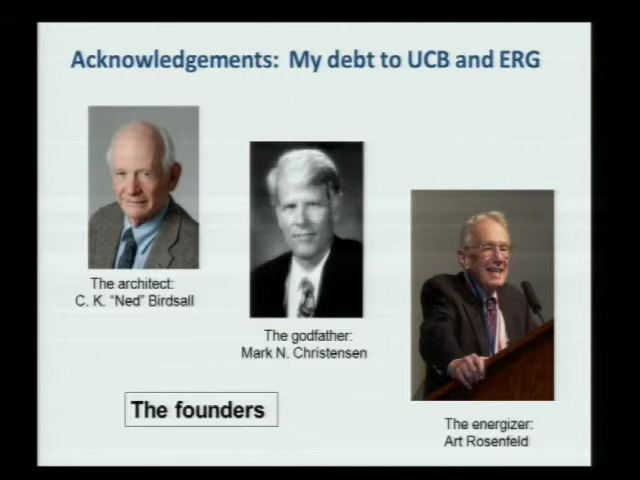 Acknowledgements: My debt to UCB and ERG
The architect:
C. K. “Ned” Birdsall
The godfather:
Mark N. Christensen
The energizer:
Art Rosenfeld
The founders